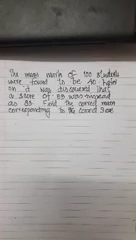 The mean marks of 100 students
were found to be 40 later
on it was discovered that
a score of 53 was misread
as 83. Find the correct mean
corresponding to the correct score